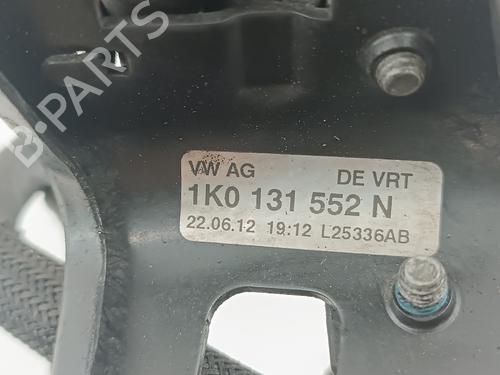 B-PARTS
VW AG DE VRT
1K0 131 552 N
22.06.12 19:12 L25336AB